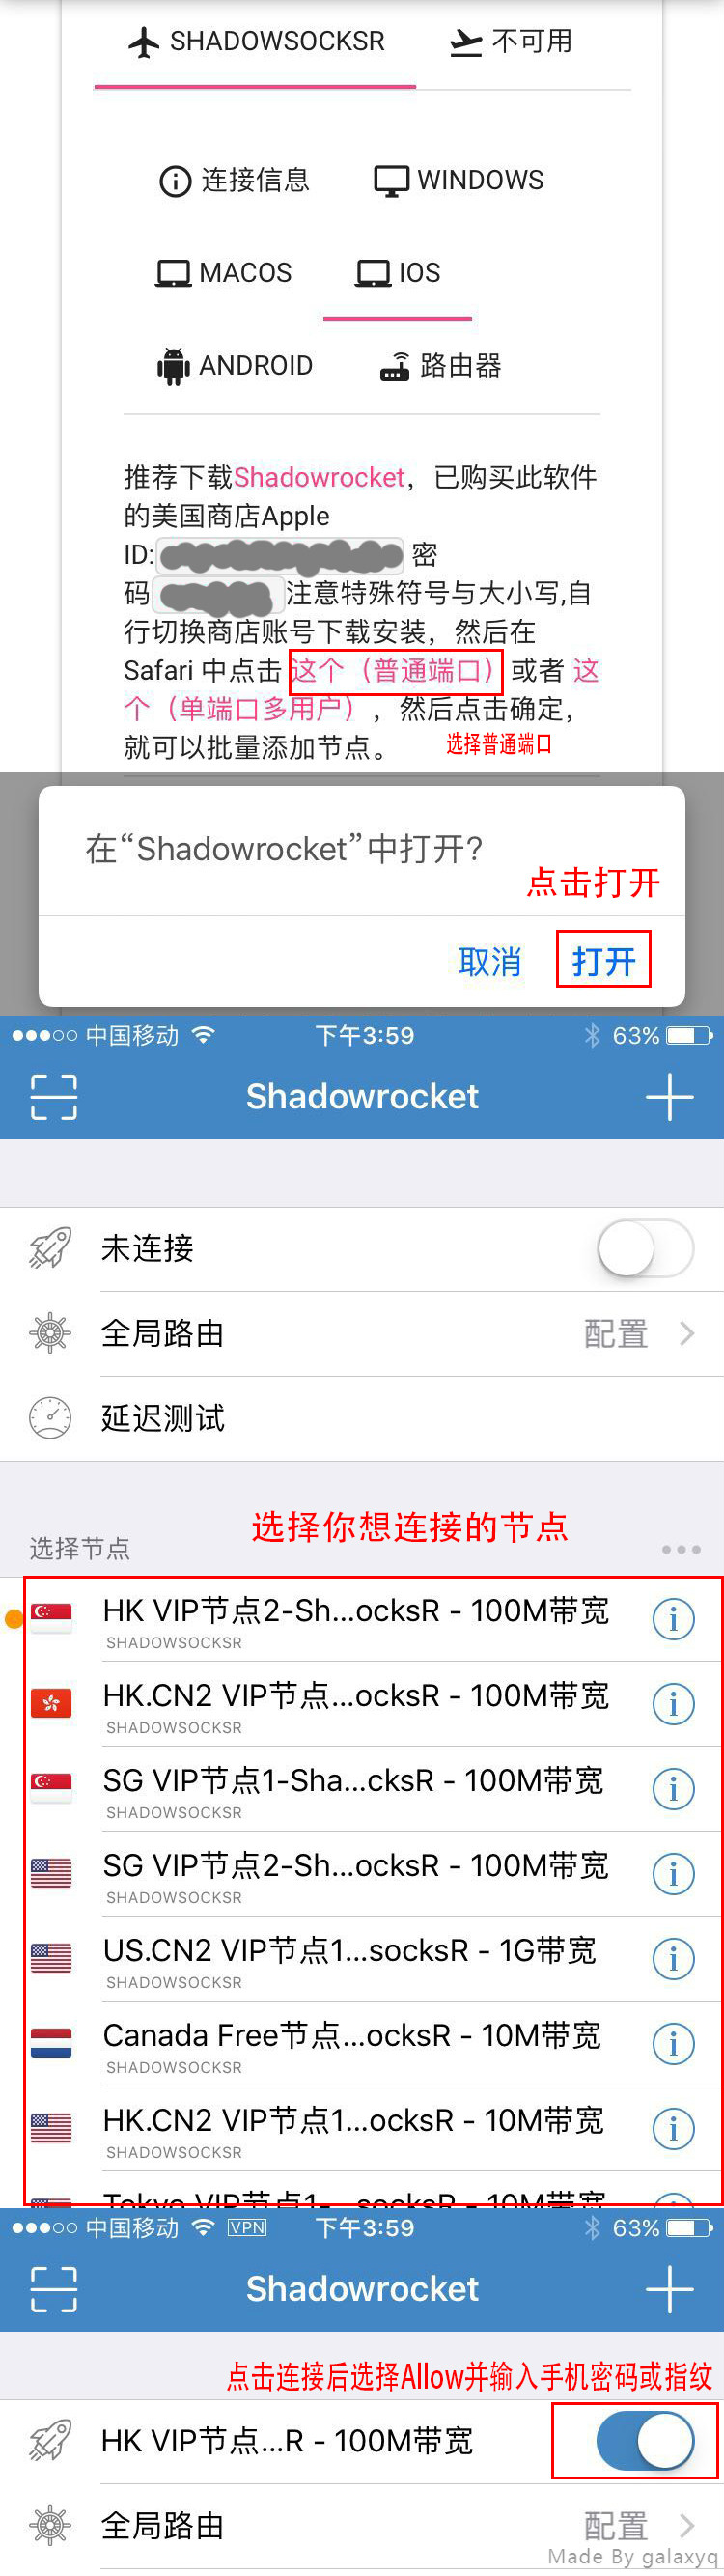 SHADOWSOCKSR 不可用
连接信息 WINDOWS
MACOS IOS
ANDROID 路由器
推荐下载Shadowrocket，已购买此软件
的美国商店Apple
ID: 密
码 注意特殊符号与大小写,自
行切换商店账号下载安装，然后在
Safari 中点击 这个（普通端口） 或者 这
个（单端口多用户），然后点击确定，
就可以批量添加节点。
选择普通端口
在“Shadowrocket”中打开?
点击打开
取消 打开
中国移动 下午3:59 63%
Shadowrocket
未连接
全局路由 配置
延迟测试
选择你想连接的节点
选择节点
HK VIP节点2-Sh...ocksR - 100M带宽
SHADOWSOCKSR
HK.CN2 VIP节点...ocksR - 100M带宽
SHADOWSOCKSR
SG VIP节点1-Sha...cksR - 100M带宽
SHADOWSOCKSR
SG VIP节点2-Sh...ocksR - 100M带宽
SHADOWSOCKSR
US.CN2 VIP节点1...socksR - 1G带宽
SHADOWSOCKSR
Canada Free节点...ocksR - 10M带宽
SHADOWSOCKSR
HK.CN2 VIP节点1...ocksR - 10M带宽
SHADOWSOCKSR
Tokyo VIP节点1-...socksR - 10M带宽
中国移动 VPN 下午3:59 63%
Shadowrocket
点击连接后选择Allow并输入手机密码或指纹
HK VIP节点...R - 100M带宽
全局路由 配置
Made By galaxyq